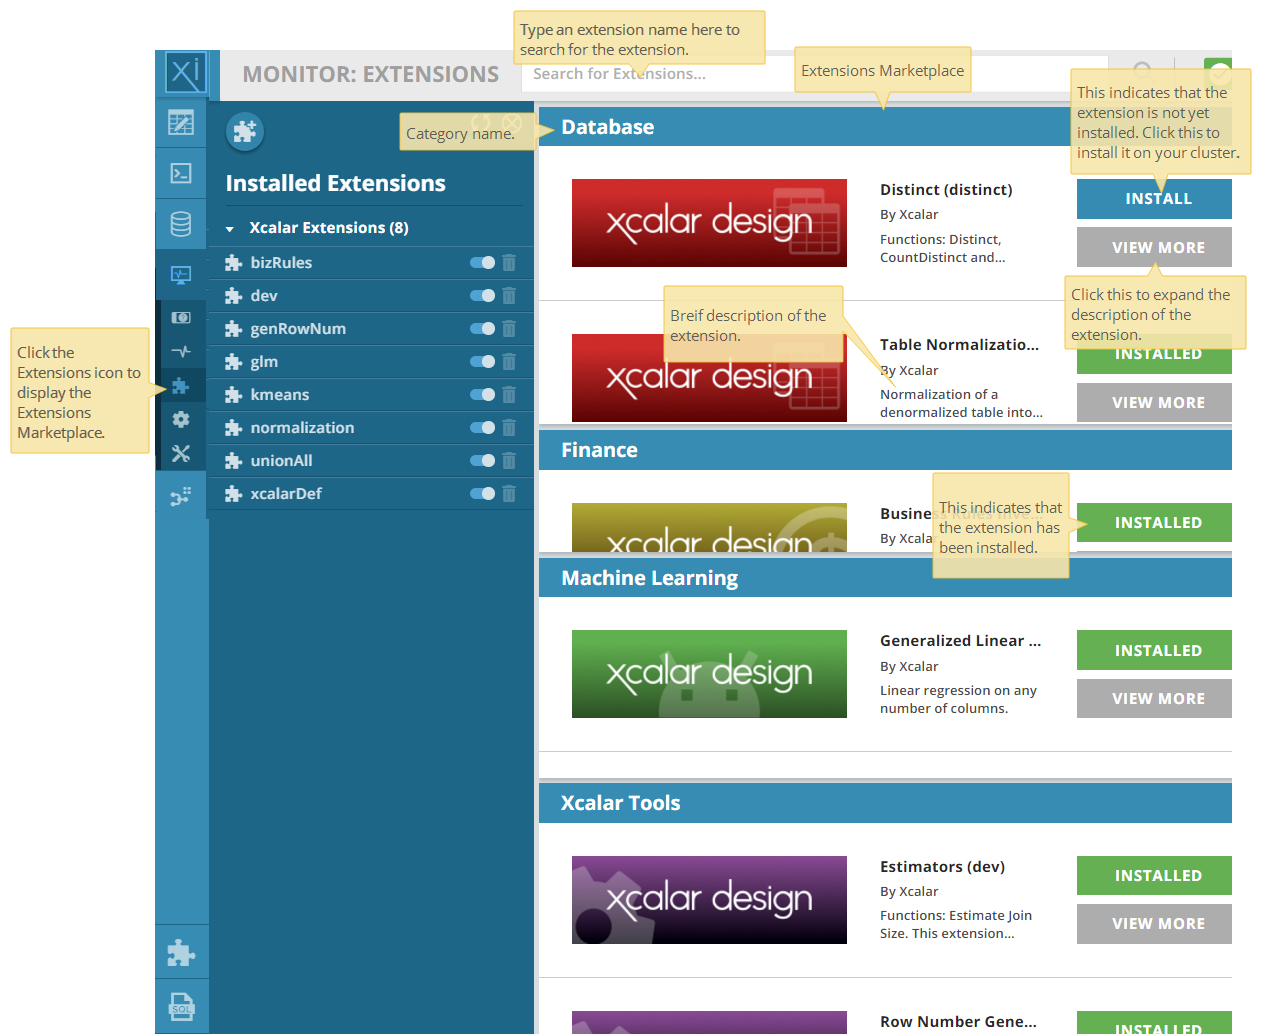 Type an extension name here to
search for the extension.
xi
MONITOR: EXTENSIONS
Search for Extensions...
Extensions Marketplace
This indicates that the
extension is not yet
installed. Click this to
install it on your cluster.
Category name.
Database
Installed Extensions
Xcalar Extensions (8)
bizRules
dev
genRowNum
glm
kmeans
normalization
unionAll
xcalarDef
Click the
Extensions icon to
display the
Extensions
Marketplace.
SQL
xcalar design
Distinct (distinct)
By Xcalar
Functions: Distinct,
CountDistinct and...
INSTALL
VIEW MORE
Click this to expand the
description of the
extension.
Breif description of the
extension.
xcalar design
Table Normalizatio...
By Xcalar
Normalization of a
denormalized table into...
INSTALLED
VIEW MORE
Finance
xcalar design
Business Rules Inve...
By Xcala
This indicates that
the extension has
been installed.
INSTALLED
Machine Learning
xcalar design
Generalized Linear ...
By Xcalar
Linear regression on any
number of columns.
INSTALLED
VIEW MORE
Xcalar Tools
xcalar design
Estimators (dev)
By Xcalar
Functions: Estimate Join
Size. This extension...
INSTALLED
VIEW MORE
Row Number Gene...
INSTALLED